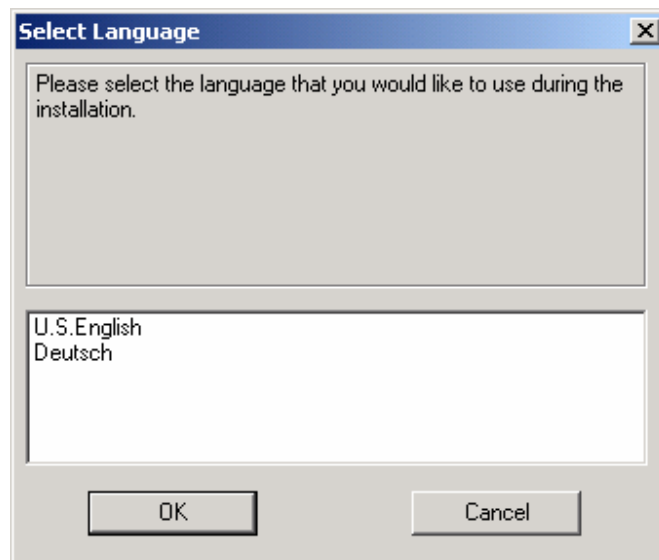 Select Language
Please select the language that you would like to use during the
installation.
U.S.English
Deutsch
OK
Cancel